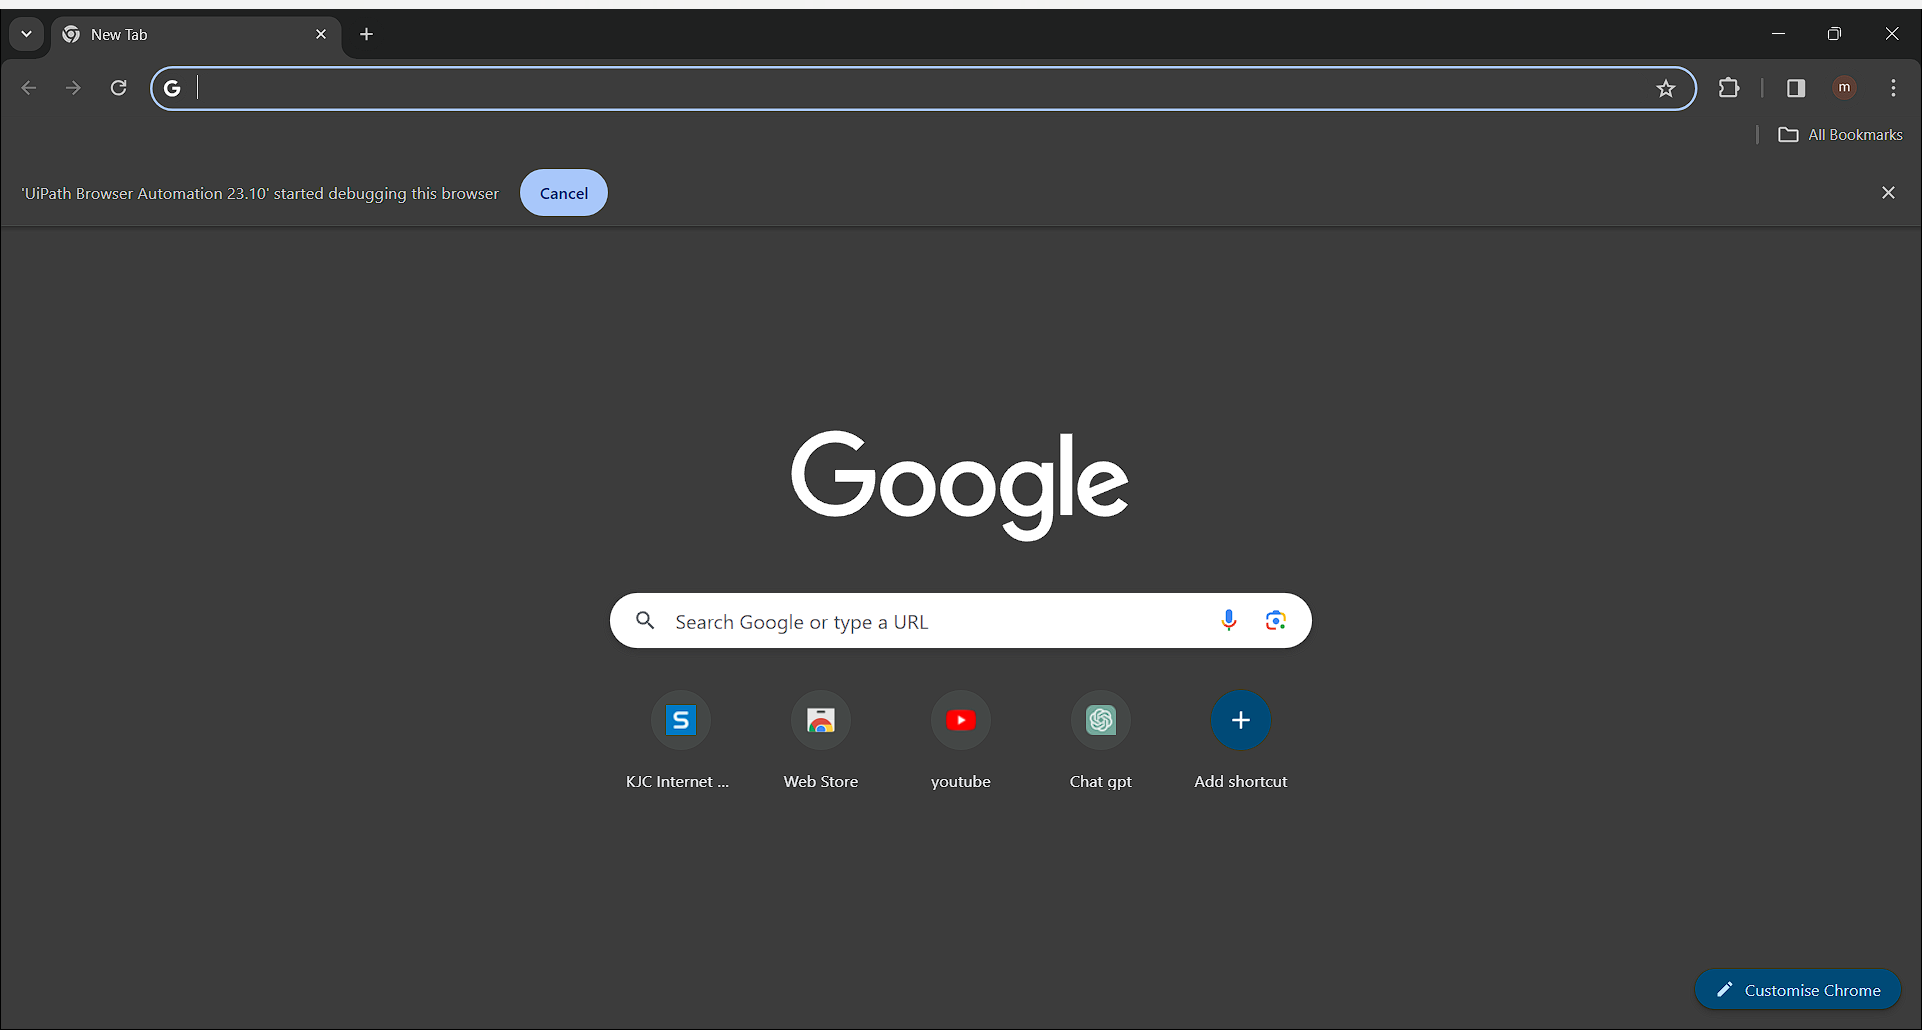 New Tab
All Bookmarks
'UiPath Browser Automation 23.10' started debugging this browser
Cancel
Google
Search Google or type a URL
KJC Internet ...
Web Store
youtube
Chat gpt
Add shortcut
Customise Chrome